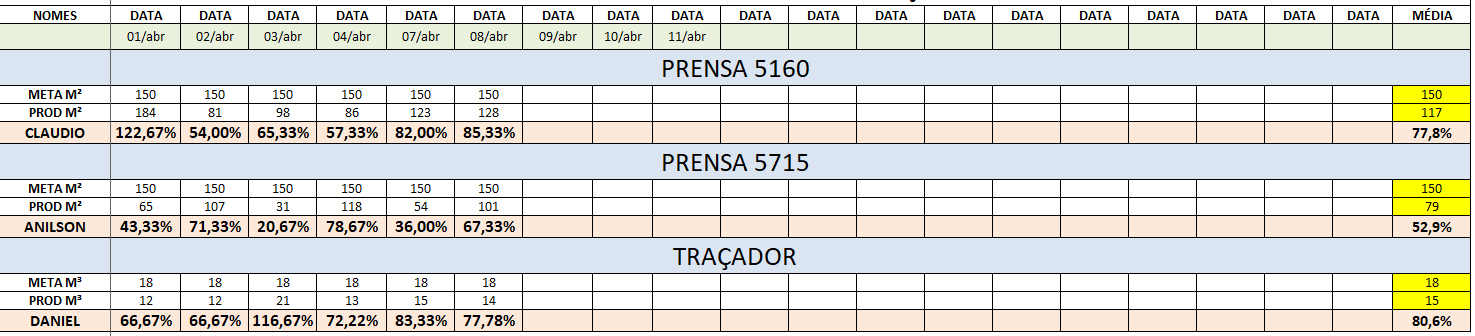 NOMES DATA DATA DATA DATA DATA DATA DATA DATA DATA DATA DATA DATA DATA DATA DATA DATA DATA DATA DATA MÉDIA
01/abr 02/abr 03/abr 04/abr 07/abr 08/abr 09/abr 10/abr 11/abr
PRENSA 5160
META M² 150 150 150 150 150 150 150
PROD M² 184 81 98 86 123 128 117
CLAUDIO 122,67% 54,00% 65,33% 57,33% 82,00% 85,33% 77,8%
PRENSA 5715
META M² 150 150 150 150 150 150 150
PROD M² 65 107 31 118 54 101 79
ANILSON 43,33% 71,33% 20,67% 78,67% 36,00% 67,33% 52,9%
TRAÇADOR
META M³ 18 18 18 18 18 18 18
PROD M³ 12 12 21 13 15 14 15
DANIEL 66,67% 66,67% 116,67% 72,22% 83,33% 77,78% 80,6%